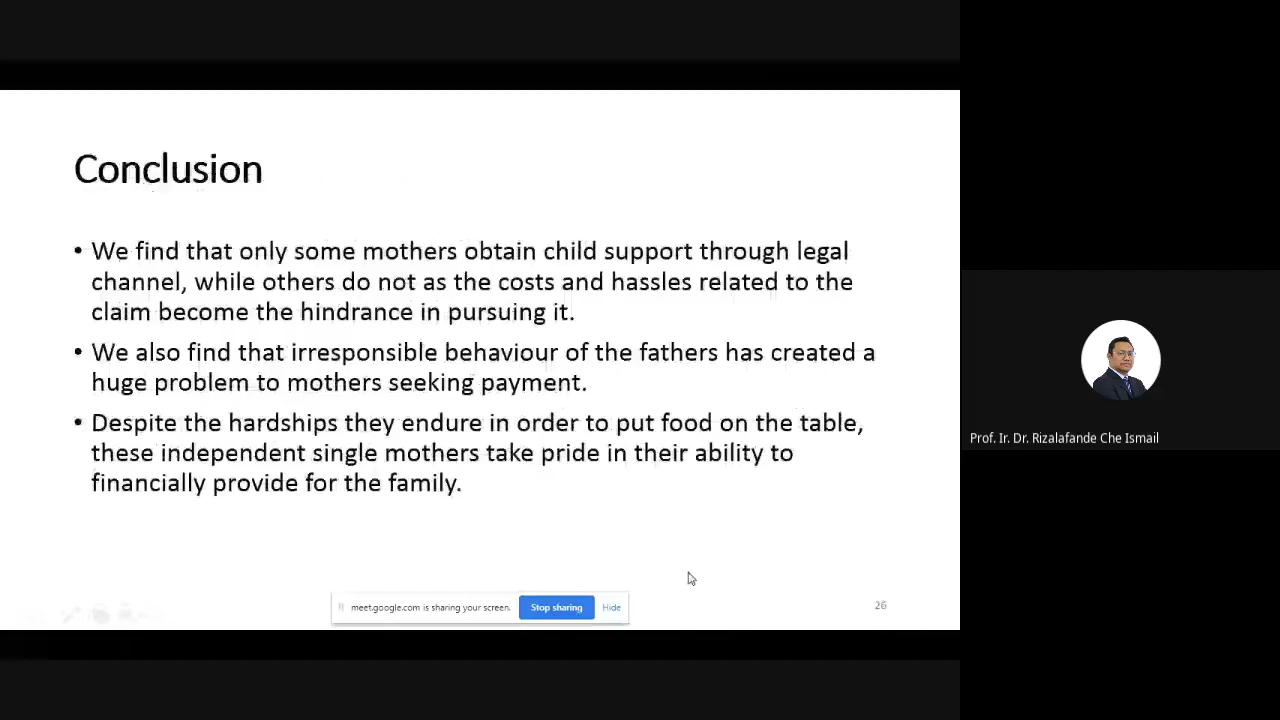 Conclusion
• We find that only some mothers obtain child support through legal
channel, while others do not as the costs and hassles related to the
claim become the hindrance in pursuing it.
• We also find that irresponsible behaviour of the fathers has created a
huge problem to mothers seeking payment.
• Despite the hardships they endure in order to put food on the table,
these independent single mothers take pride in their ability to
financially provide for the family.
Prof. Ir. Dr. Rizalafande Che Ismail
meet.google.com is sharing your screen. Stop sharing Hide
26